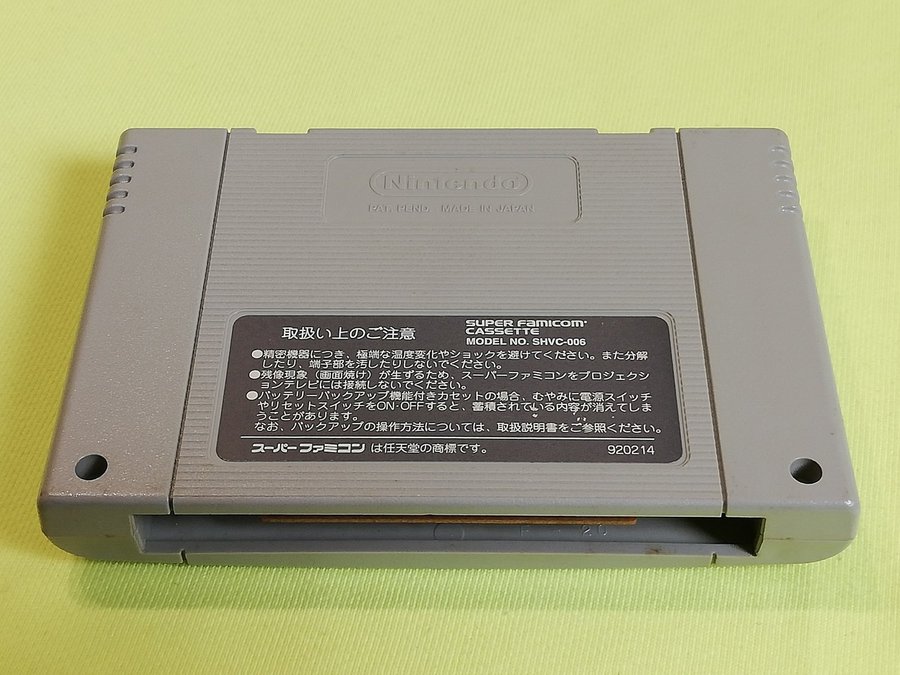 Nintendo
PAT. PEND. MADE IN JAPAN
取扱い上のご注意
SUPER FAMICOM
CASSETTE
MODEL NO. SHVC-006
●精密機器につき、極端な温度変化やショックを避けてください。また分解
したり、端子部を汚したりしないでください。
●残像現象（画面焼け）が生ずるため、スーパーファミコンをプロジェクシ
ョンテレビには接続しないでください。
●バッテリーバックアップ機能付きカセットの場合、むやみに電源スイッチ
やリセットスイッチをON·OFFすると、蓄積されている内容が消えてしま
うことがあります。
なお、バックアップの操作方法については、取扱説明書をご参照ください。
スーパーファミコン は任天堂の商標です。
920214
F 20